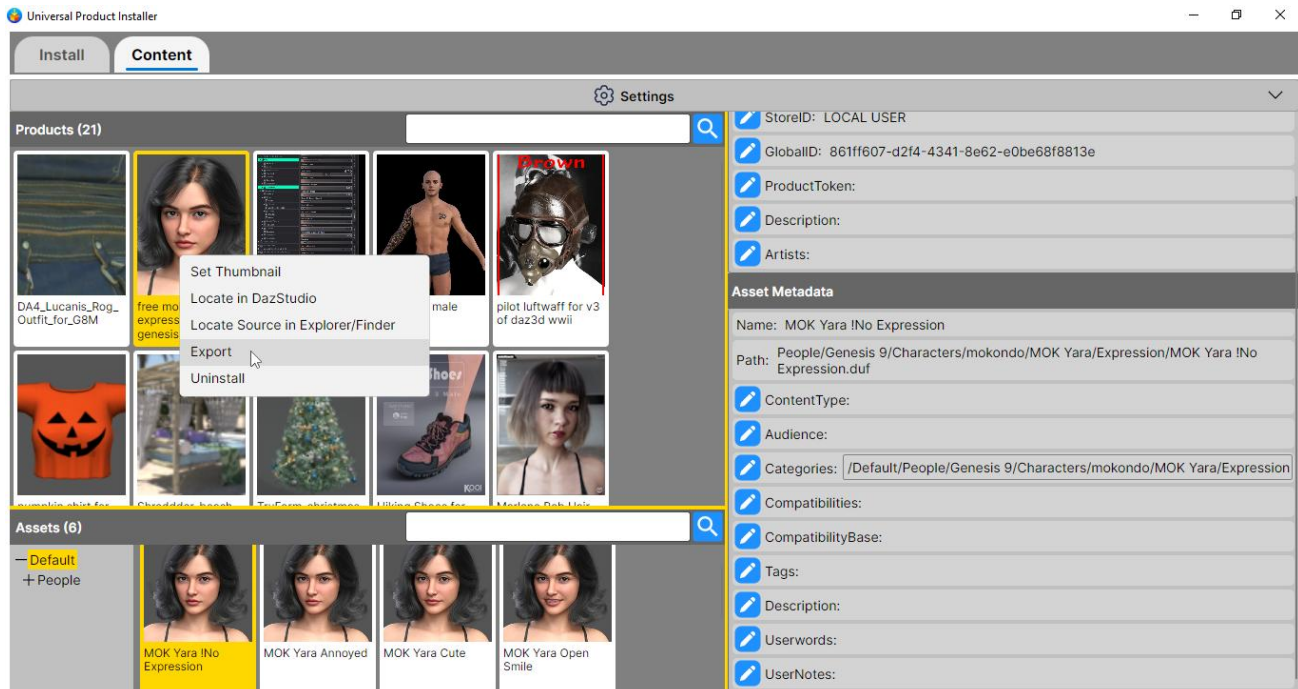 Universal Product Installer
Install
Content
Settings
Products (21)
Brown
DA4_Lucanis_Rog_
Outfit_for_G8M
free mo
express
genesis
male
pilot luftwaff for v3
of daz3d wwii
Set Thumbnail
Locate in DazStudio
Locate Source in Explorer/Finder
Export
Uninstall
Shoes
KOOI
StoreID: LOCAL USER
GlobalID: 861ff607-d2f4-4341-8e62-e0be68f8813e
ProductToken:
Description:
Artists:
Asset Metadata
Name: MOK Yara !No Expression
Path: People/Genesis 9/Characters/mokondo/MOK Yara/Expression/MOK Yara !No
Expression.duf
ContentType:
Audience:
Categories: /Default/People/Genesis 9/Characters/mokondo/MOK Yara/Expression
Compatibilities:
CompatibilityBase:
Tags:
Description:
Userwords:
UserNotes:
Assets (6)
Default
People
MOK Yara !No
Expression
MOK Yara Annoyed
MOK Yara Cute
MOK Yara Open
Smile